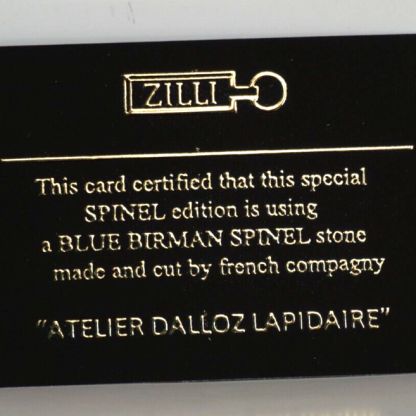 ZILLI
This card certified that this special
SPINEL edition is using
a BLUE BIRMAN SPINEL stone
made and cut by french compagny
"ATELIER DALLOZ LAPIDAIRE"